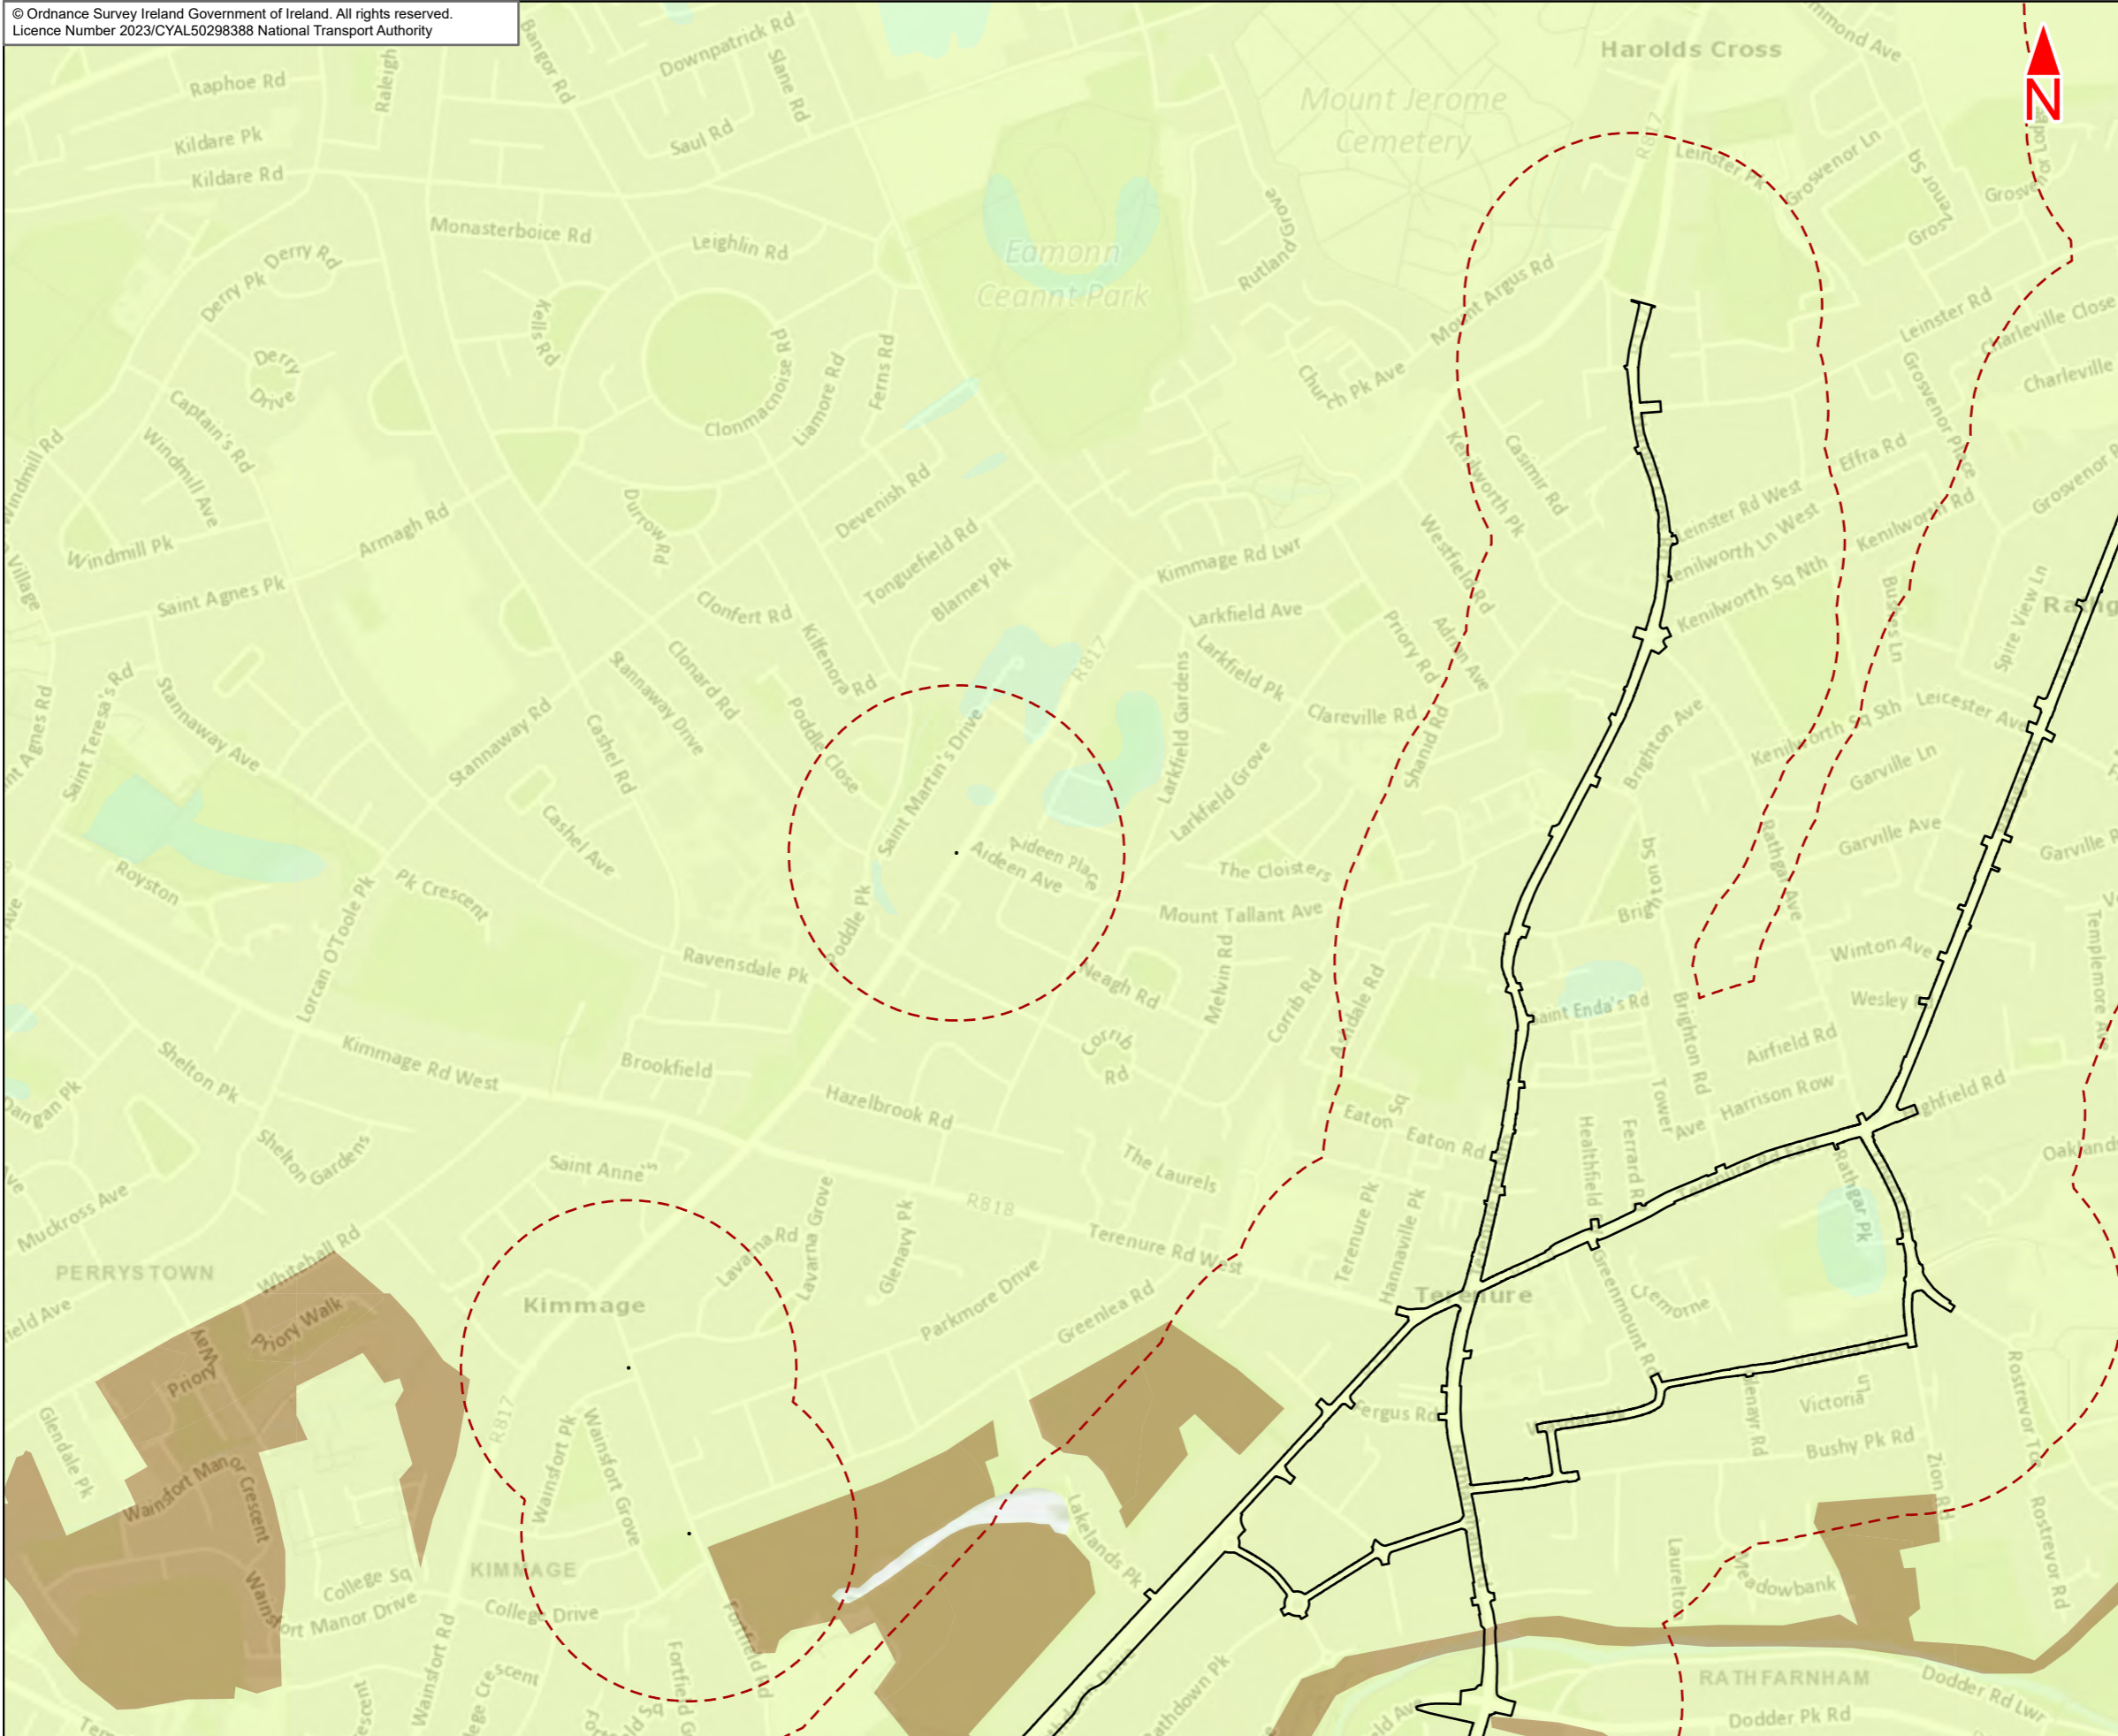 © Ordnance Survey Ireland Government of Ireland. All rights reserved.
Licence Number 2023/CYAL50298388 National Transport Authority
N
Harolds Cross
Mount Jerome
Cemetery
Downpatrick Rd
Bangor Rd
Slane Rd
Raphoe Rd
Raleigh
Kildare Pk
Saul Rd
Kildare Rd
R817
Leinster Pk
Grosvenor Ln
Monasterboice Rd
Leighlin Rd
Eamonn
Ceannt Park
Rutland
Grove
Derry Rd
Derry Pk
Kells Rd
Mount Argus Rd
Leinster Rd
Charleville Close
Charleville
Derry
Drive
Clonmacnoise Rd
Liamore Rd
Ferns Rd
Church Pk Ave
Grosvenor Place
Captain's Rd
Windmill Rd
Windmill Ave
Kenilworth Pk
Casimir Rd
Effra Rd
Devenish Rd
Durrow Rd
Armagh Rd
Windmill Pk
Leinster Rd West
Kenilworth Ln West
Kenilworth Rd
Kenilworth Sq Nth
Westfield Rd
Kimmage Rd Lwr
Tonguefield Rd
Blarney Pk
Saint Agnes Pk
Clonfert Rd
Larkfield Ave
Spire View Ln
Kilfenora Rd
Clonard Rd
Stannaway Drive
R817
Larkfield Pk
Priory Rd
Adrian Ave
Saint Teresa's Rd
Stannaway Ave
Stannaway Rd
Cashel Rd
Poddle Close
Saint Martin's Drive
Larkfield Gardens
Clareville Rd
Shanid Rd
Brighton Ave
Kenilworth Sq Sth
Leicester Ave
Garville Ln
Larkfield Grove
Cashel Ave
Aideen Place
Aideen Ave
The Cloisters
Rathgar Ave
Garville Ave
Royston
Pk Crescent
Lorcan O'Toole Pk
Poddle Pk
Mount Tallant Ave
Brighton Sq
Templemore Ave
Winton Ave
Ravensdale Pk
Neagh Rd
Melvin Rd
Corrib Rd
Ashdale Rd
Saint Enda's Rd
Wesley
Brighton Rd
Airfield Rd
Shelton Pk
Kimmage Rd West
Brookfield
Corrib
Rd
Dangan Pk
Hazelbrook Rd
Eaton Sq
Eaton Rd
Tower
Ave
Harrison Row
Shelton
Gardens
Saint Anne's
The Laurels
Healthfield
Ferrard Rd
Rathgar Pk
Muckross Ave
R818
Lavarna Grove
Glenavy Pk
Terenure Rd West
Terenure Pk
Hannaville Pk
Whitehall Rd
PERRYSTOWN
Kimmage
Parkmore Drive
Greenlea Rd
Terenure
Greenmount Rd
Cremorne
Priory Walk
Priory
Way
R817
Glendale Pk
Wainsfort Pk
Wainsfort Grove
Fergus Rd
Victoria
Bushy Pk Rd
Zion Rd
Rostrevor
Wainsfort Manor
Crescent
Lakelands Pk
KIMMAGE
College Sq
Wainsfort Manor Drive
College Drive
Wainsfort Rd
Fortfield Rd
Laurelton
Meadowbank
Rostrevor Rd
RATHFARNHAM
Dodder Rd Lwr
Dodder Pk Rd
Rathdown Pk